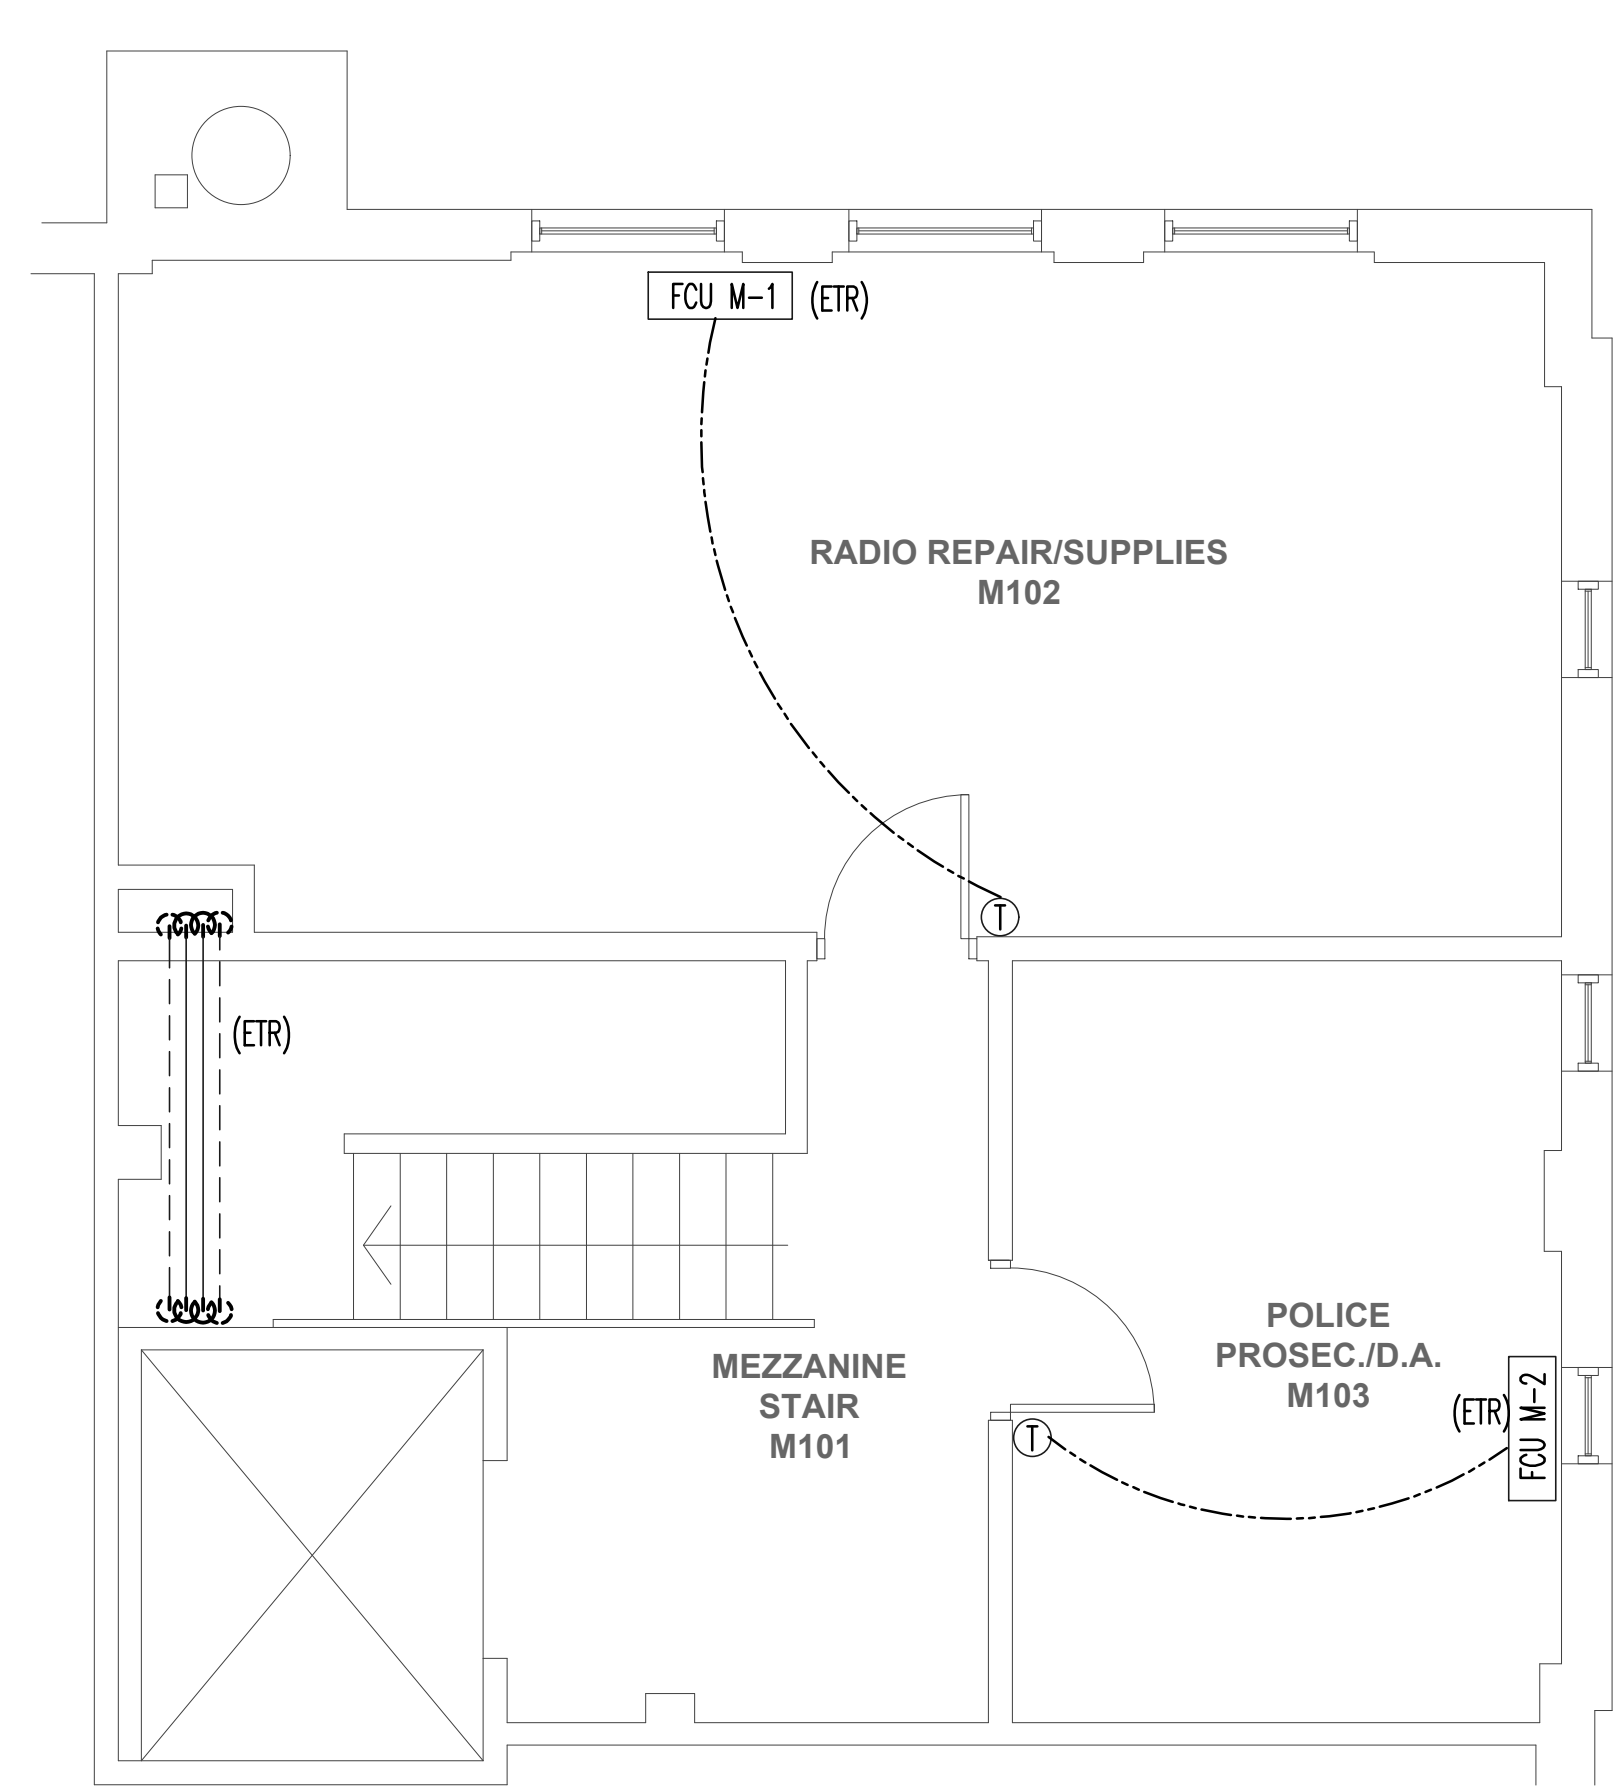 FCU M-1 (ETR)
RADIO REPAIR/SUPPLIES
M102
T
(ETR)
POLICE
PROSEC./D.A.
M103
MEZZANINE
STAIR
M101
(ETR)
FCU M-2
T